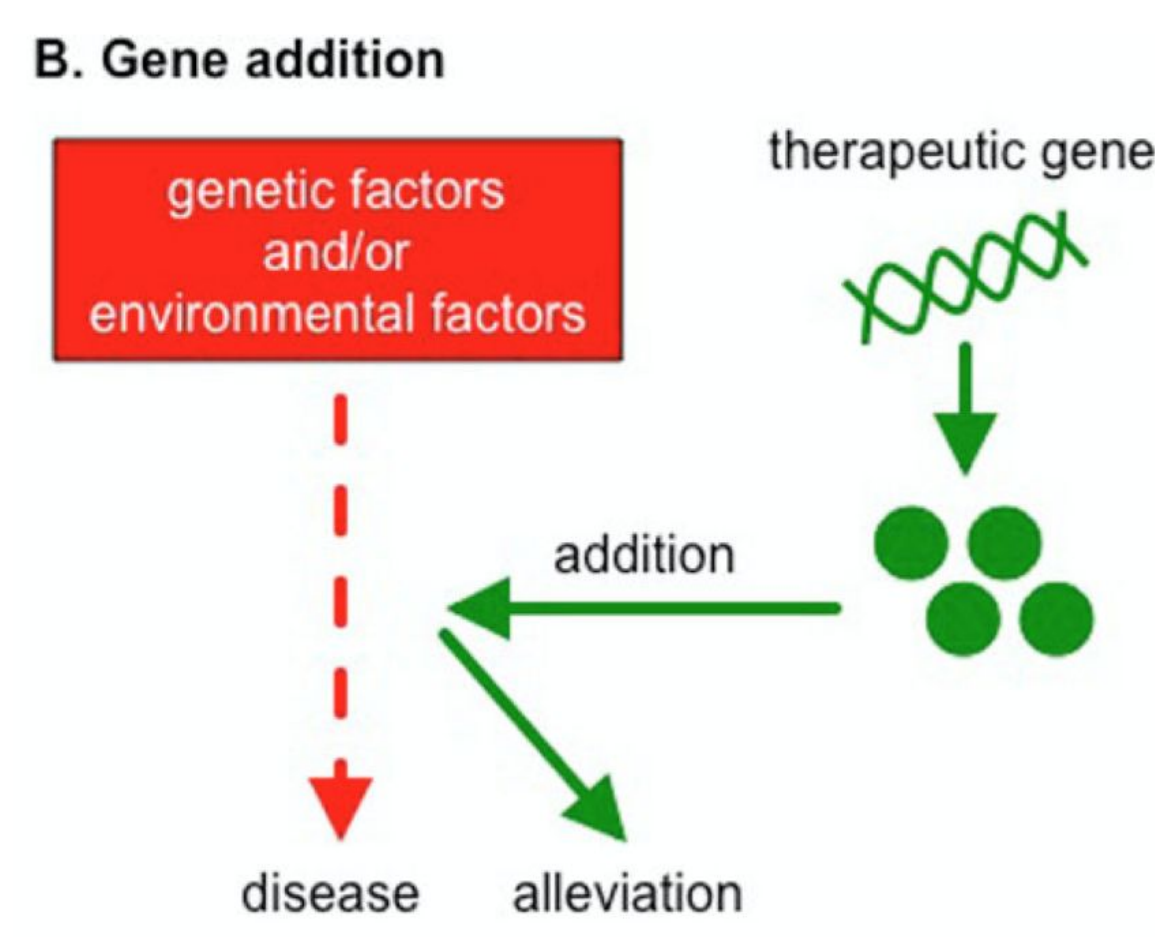 B. Gene addition
genetic factors
and/or
environmental factors
therapeutic gene
addition
disease
alleviation